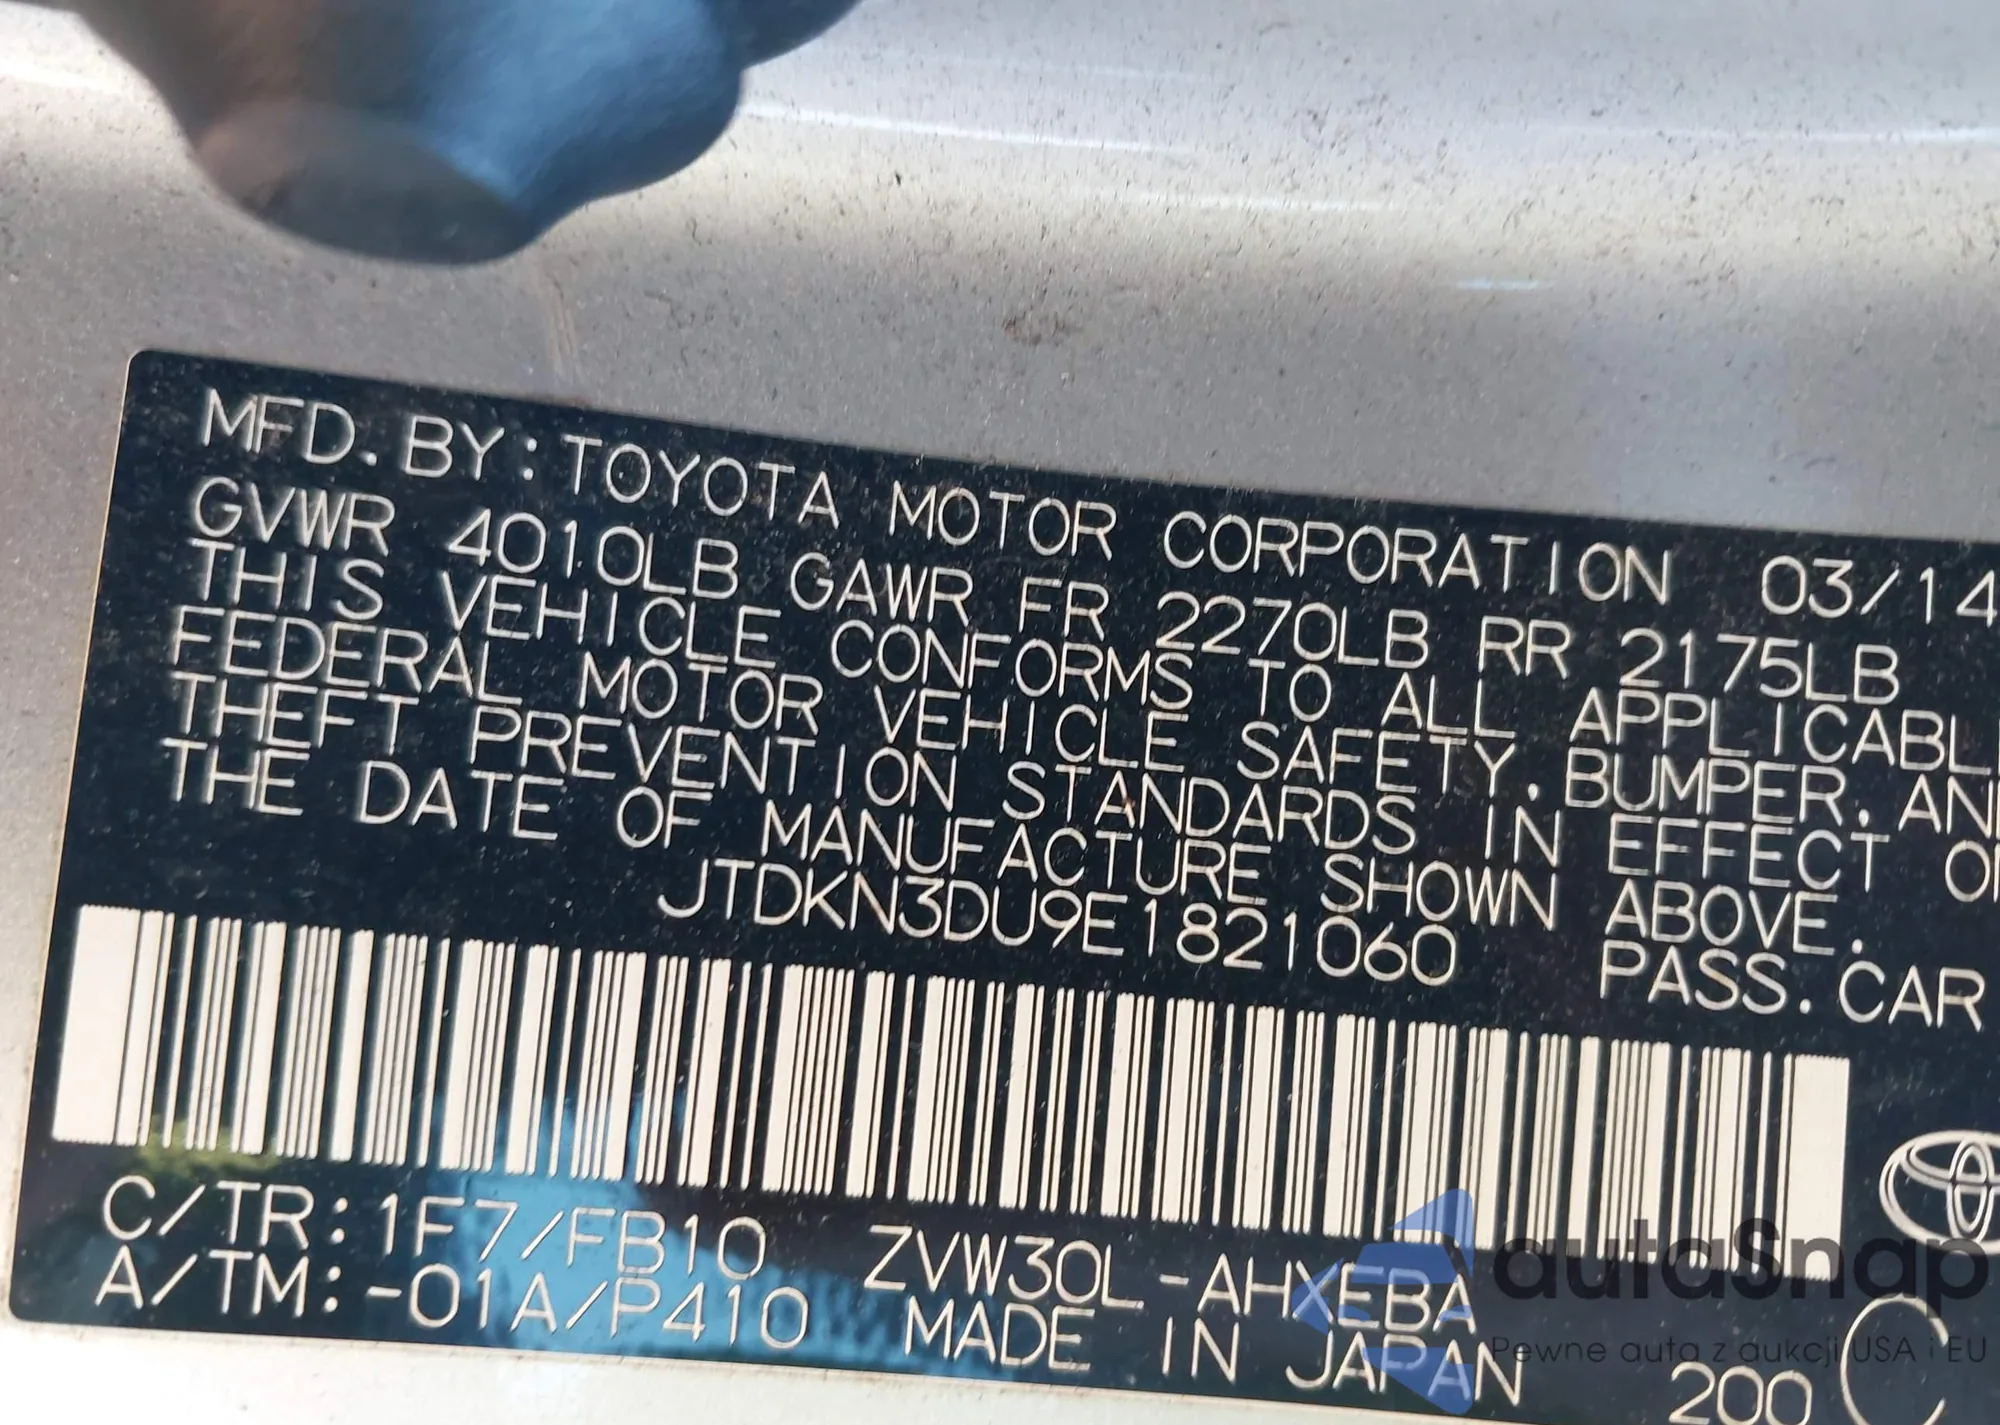 MFD. BY: TOYOTA MOTOR CORPORATION 03/14
GVWR 4010LB GAWR FR 2270LB RR 2175LB
THIS VEHICLE CONFORMS TO ALL APPLICABL
FEDERAL MOTOR VEHICLE SAFETY, BUMPER, AN
THEFT PREVENTION STANDARDS IN EFFECT O
THE DATE OF MANUFACTURE SHOWN ABOVE.
JTDKN3DU9E1821060 PASS. CAR
C/TR: 1F7/FB10 ZVW30L-AHXEBA
A/TM: -01A/P410 MADE IN JAPAN 200 C
autaSnap
Pewne auta z aukcji USA i EU